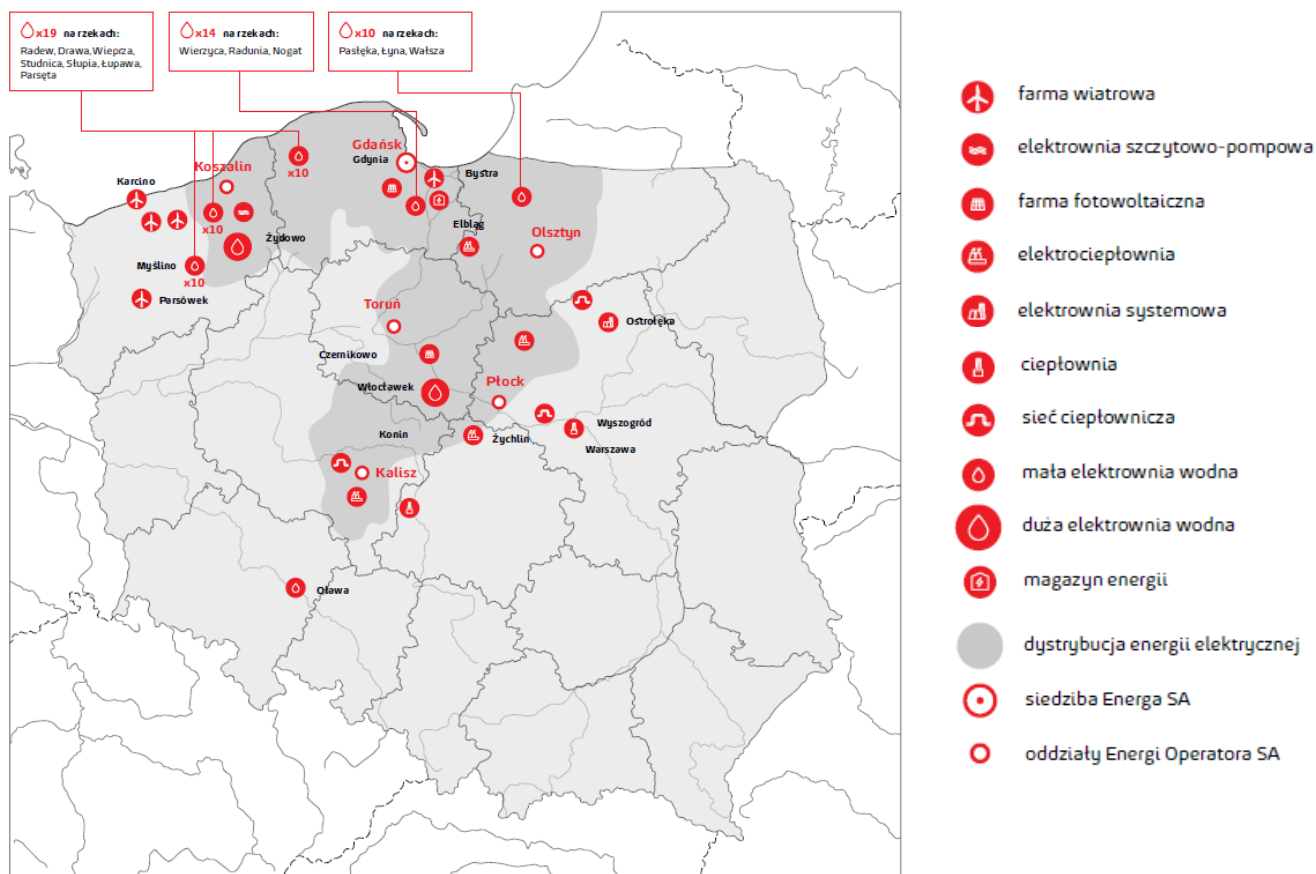 x19 na rzekach:
Radew, Drawa, Wieprza,
Studnica, Słupia, Łupawa,
Parsęta
x14 na rzekach:
Wierzyca, Radunia, Nogat
x10 na rzekach:
Pasłęka, Łyna, Wałsza
Gdańsk
Gdynia
Koszalin
x10
Bystra
Karcino
x10
Elbląg
Olsztyn
Żydowo
Myślino
x10
Parsówek
Toruń
Ostrołęka
Czernikowo
Włocławek
Płock
Wyszogród
Konin
Żychlin
Warszawa
Kalisz
Oława
farma wiatrowa
elektrownia szczytowo-pompowa
farma fotowoltaiczna
elektrociepłownia
elektrownia systemowa
ciepłownia
sieć ciepłownicza
mała elektrownia wodna
duża elektrownia wodna
magazyn energii
dystrybucja energii elektrycznej
siedziba Energa SA
oddziały Energi Operatora SA